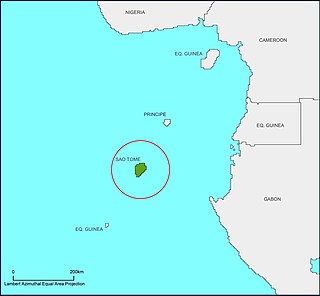 NIGERIA
CAMEROON
EQ. GUINEA
PRINCIPE
EQ. GUINEA
SAO TOME
GABON
EQ. GUINEA
0 200km
Lambert Azimuthal Equal Area Projection